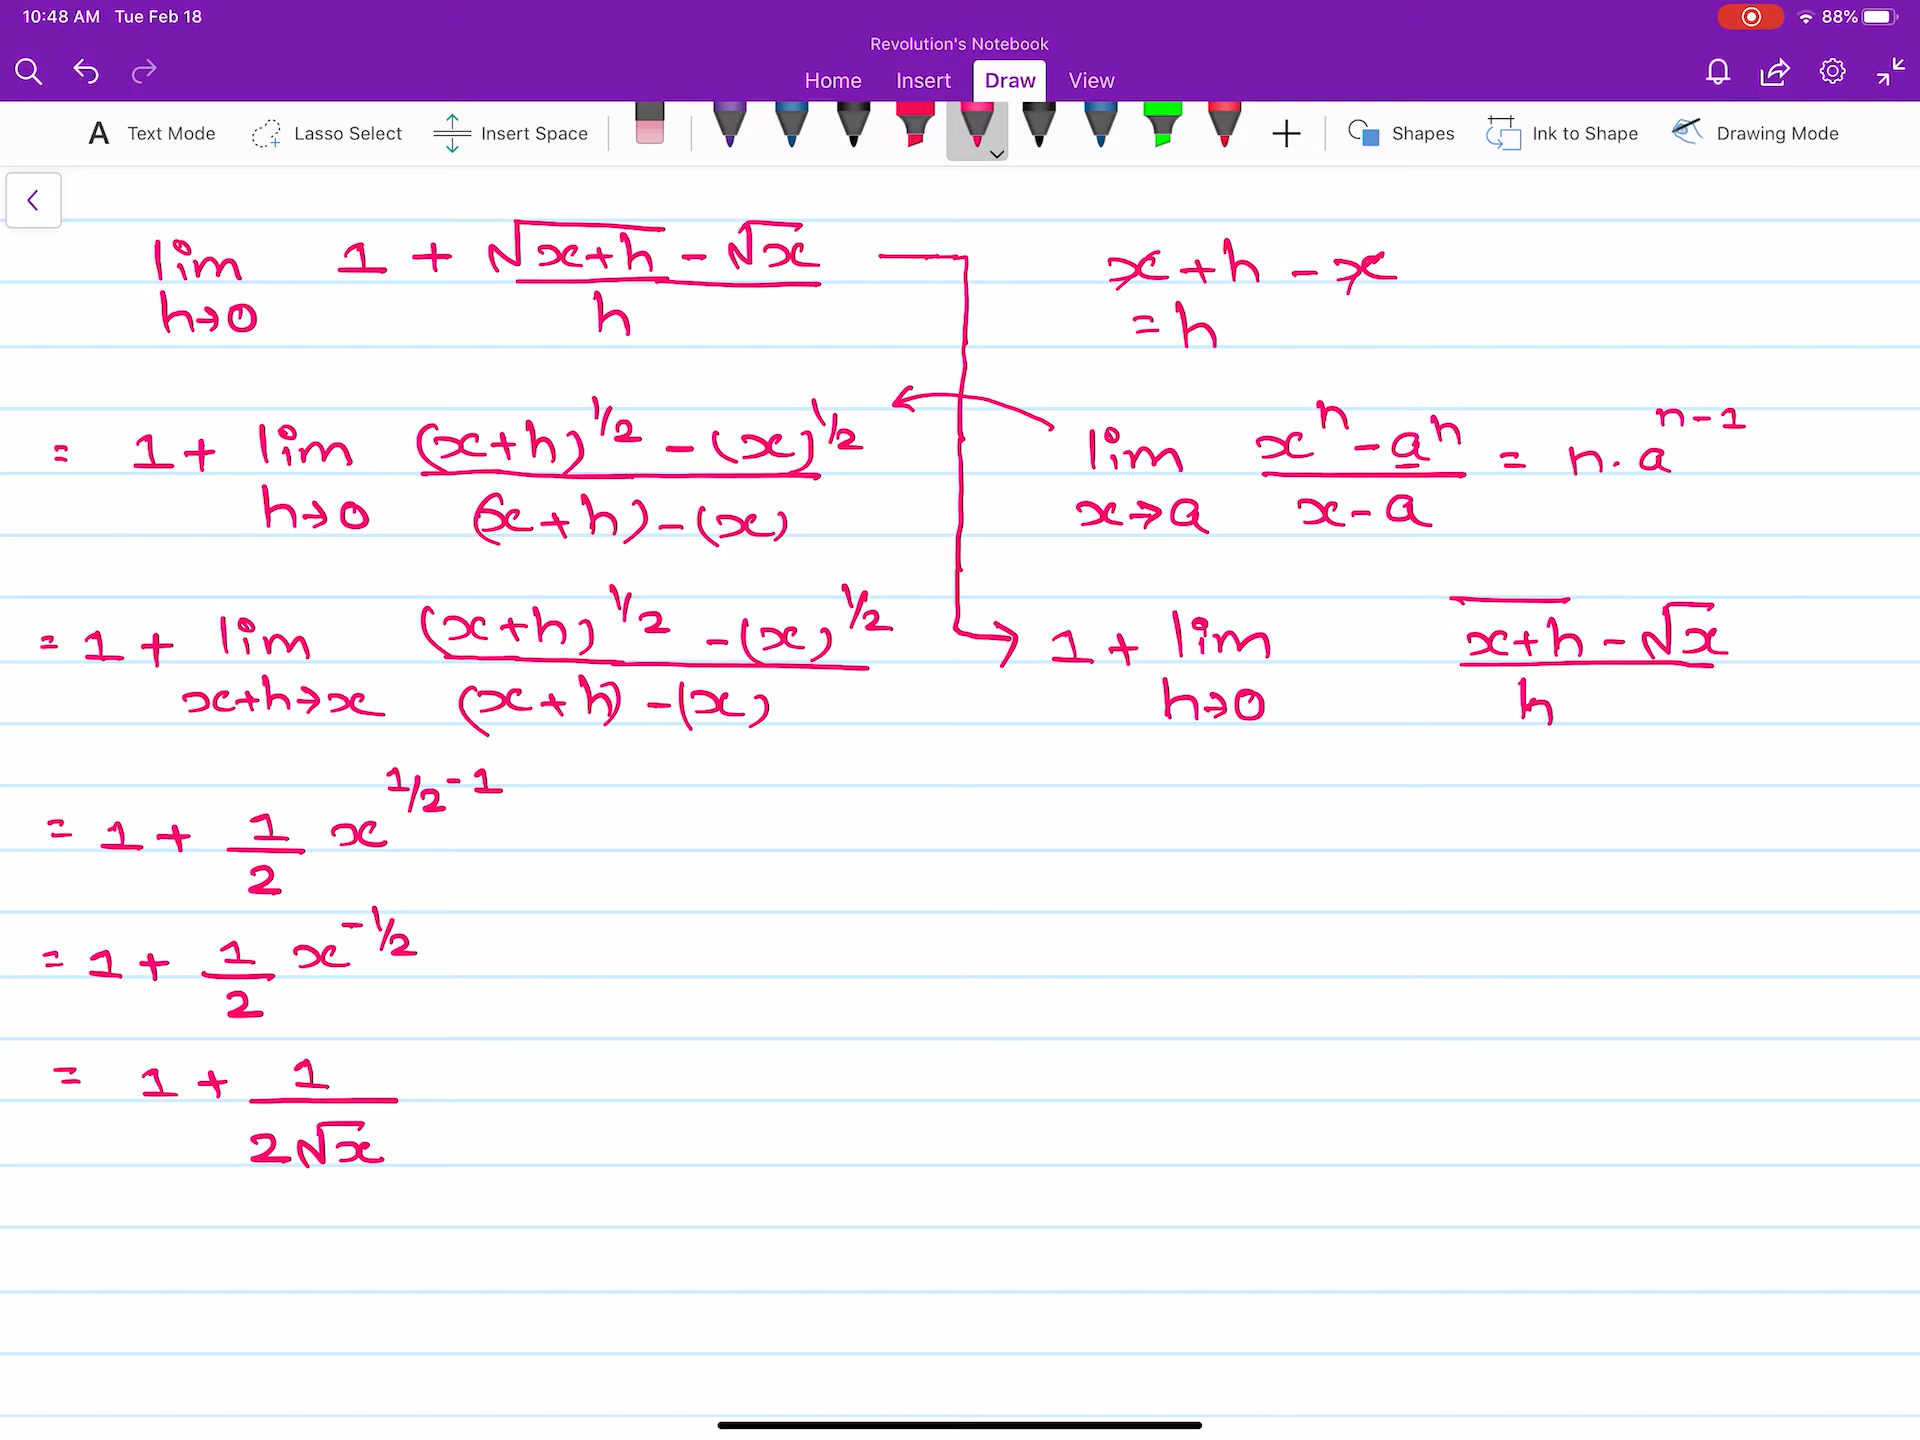 10:48 AM Tue Feb 18
88%
Revolution's Notebook
Home Insert Draw View
A Text Mode Lasso Select Insert Space Shapes Ink to Shape Drawing Mode
lim h→0 1 + (√(x+h) - √x)/h
x+h-x
= h
= 1 + lim h→0 ((x+h)^1/2 - (x)^1/2)/((x+h)-(x))
lim x→a (x^n - a^n)/(x-a) = n.a^n-1
= 1 + lim x+h→x ((x+h)^1/2 - (x)^1/2)/((x+h)-(x))
1 + lim h→0 (x+h - √x)/h
= 1 + 1/2 x^1/2-1
= 1 + 1/2 x^-1/2
= 1 + 1/(2√x)